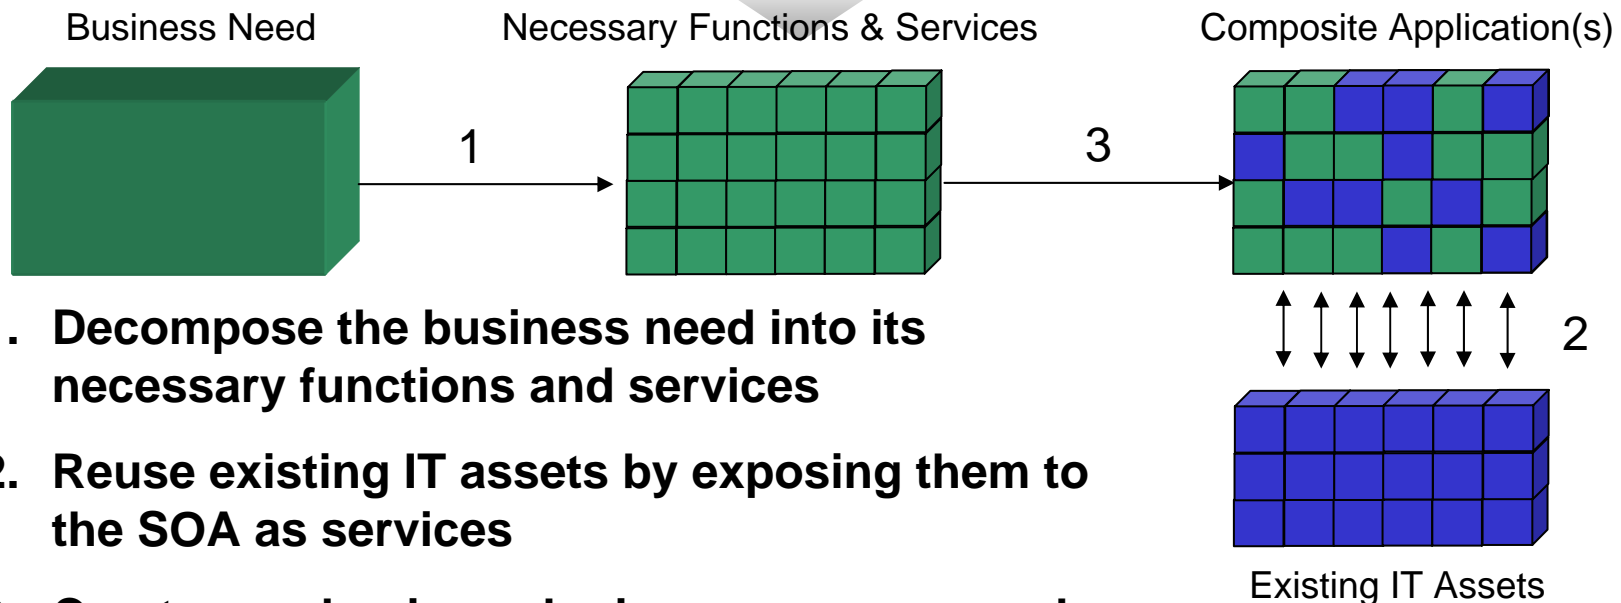 Business Need
Necessary Functions & Services
Composite Application(s)
1
3
. Decompose the business need into its
necessary functions and services
2
2. Reuse existing IT assets by exposing them to
the SOA as services
Existing IT Assets